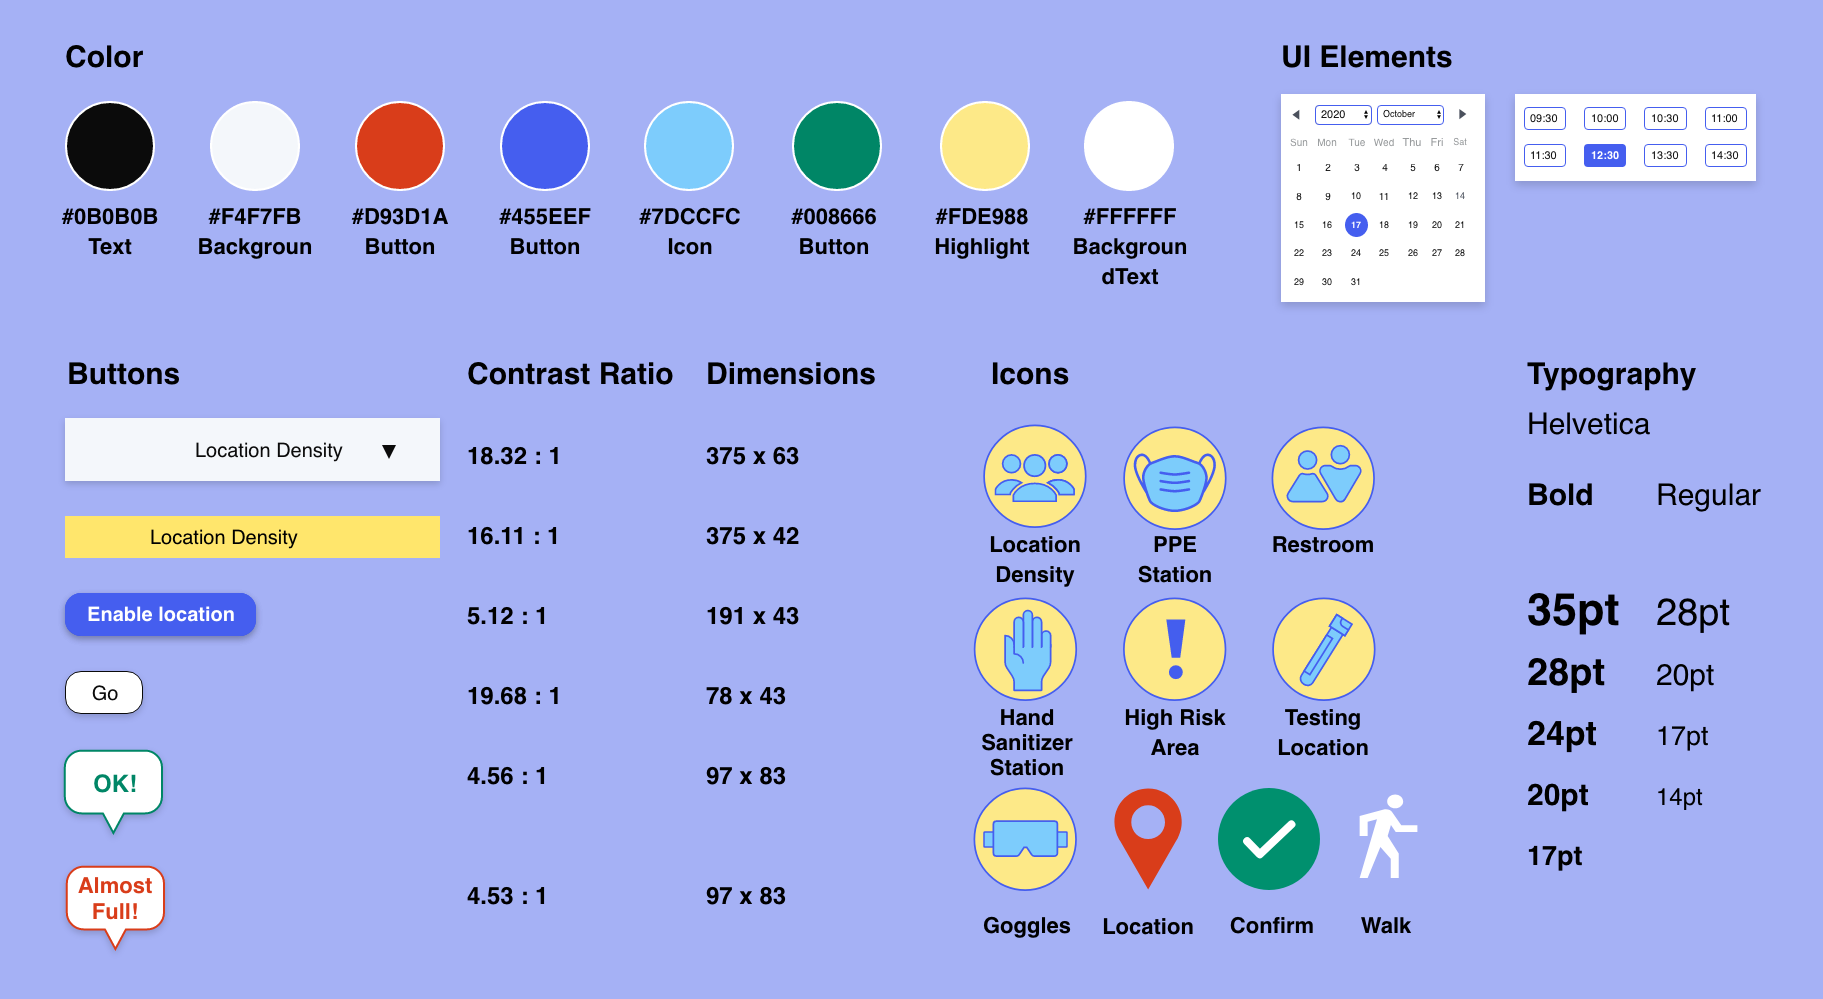 Color
#0B0B0B
Text
#F4F7FB
Backgroun
#D93D1A
Button
#455EEF
Button
#7DCCFC
Icon
#008666
Button
#FDE988
Highlight
#FFFFFF
Backgroun
dText
UI Elements
2020 October
Sun Mon Tue Wed Thu Fri Sat
1 2 3 4 5 6 7
8 9 10 11 12 13 14
15 16 17 18 19 20 21
22 23 24 25 26 27 28
29 30 31
09:30 10:00 10:30 11:00
11:30 12:30 13:30 14:30
Buttons Contrast Ratio Dimensions
Location Density ▼ 18.32 : 1 375 x 63
Location Density 16.11 : 1 375 x 42
Enable location 5.12 : 1 191 x 43
Go 19.68 : 1 78 x 43
OK! 4.56 : 1 97 x 83
Almost
Full!
4.53 : 1 97 x 83
Icons
Location
Density
PPE
Station
Restroom
Hand
Sanitizer
Station
High Risk
Area
Testing
Location
Goggles
Location
Confirm
Walk
Typography
Helvetica
Bold Regular
35pt 28pt
28pt 20pt
24pt 17pt
20pt 14pt
17pt